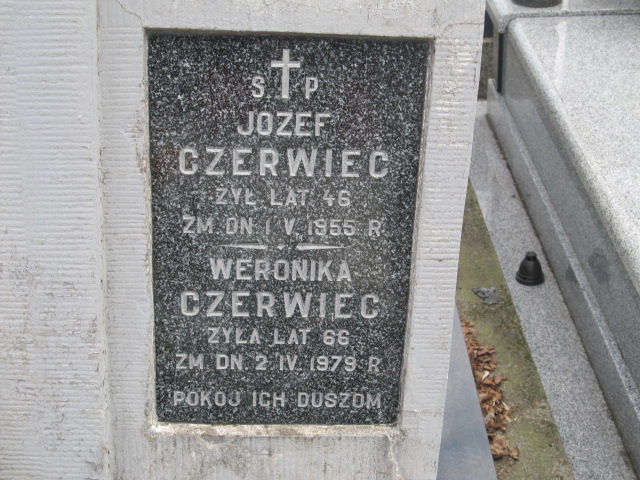 S. P
JOZEF
CZERWIEC
ŻYŁ LAT 46
ZM. DN. 1 V. 1955 R
WERONIKA
CZERWIEC
ŻYŁA LAT 66
ZM. DN. 2. IV. 1979 R
POKÓJ ICH DUSZOM